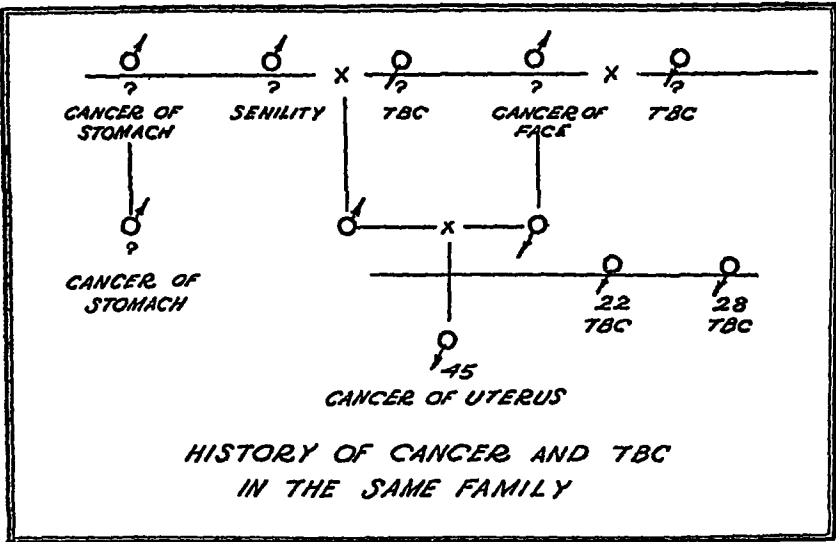 x x
? ? ? ? ?
CANCER OF STOMACH SENILITY TBC CANCER OF FACE TBC
x
?
CANCER OF STOMACH
22 TBC 28 TBC
45
CANCER OF UTERUS
HISTORY OF CANCER AND TBC
IN THE SAME FAMILY